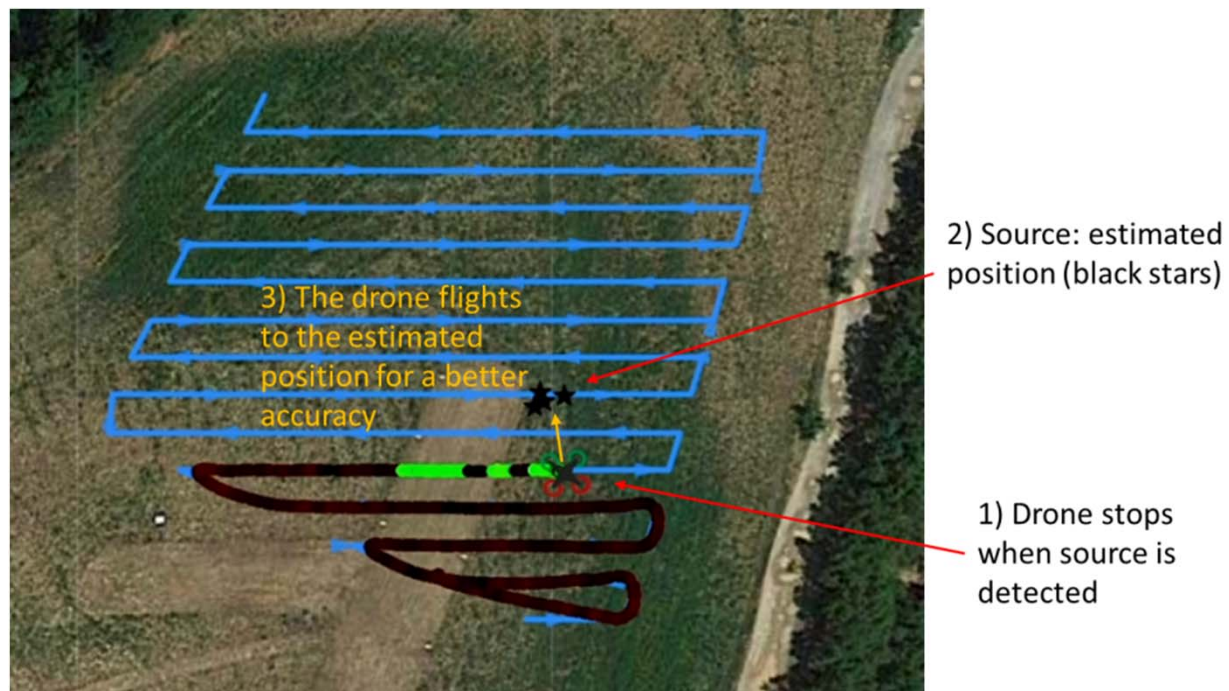 2) Source: estimated
position (black stars)
3) The drone flights
to the estimated
position for a better
accuracy
1) Drone stops
when source is
detected